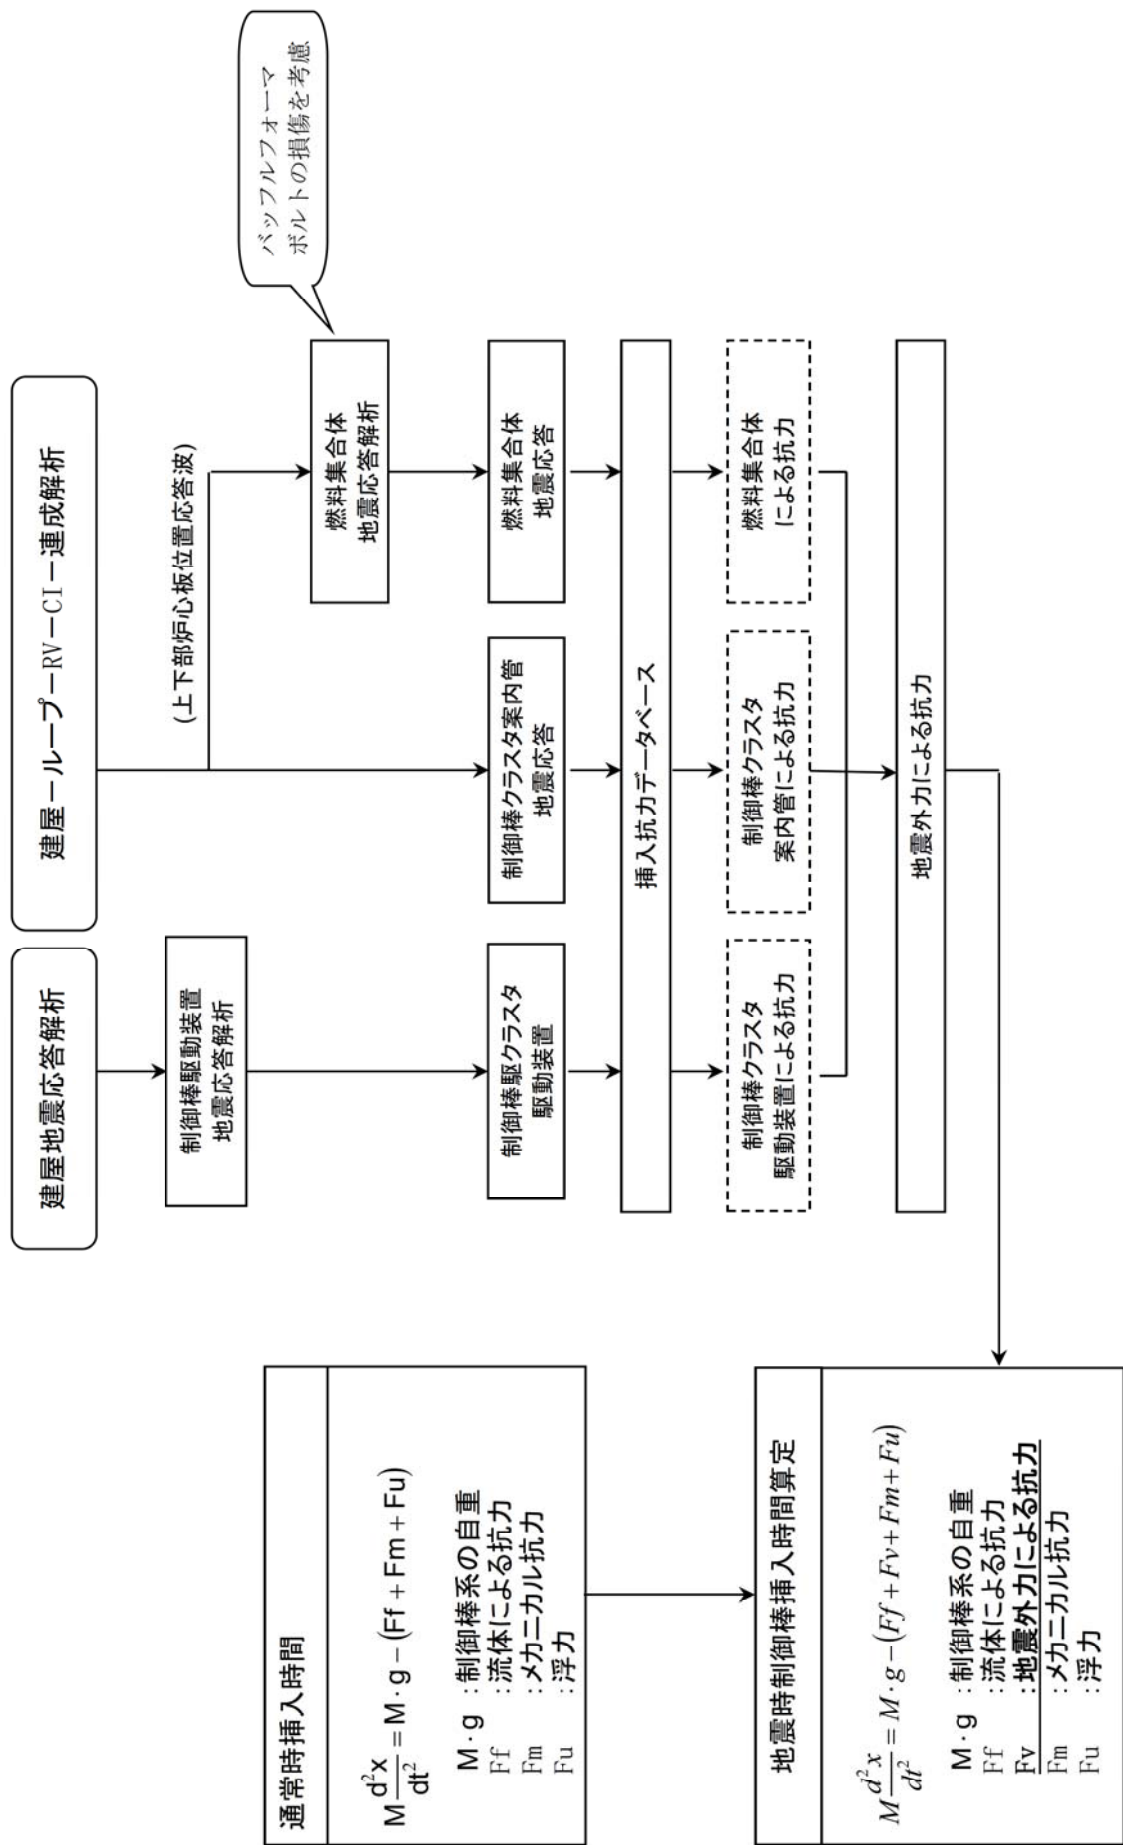 通常時挿入時間
M d²x/dt² = M·g－(Ff＋Fm＋Fu)
M·g :制御棒系の自重
Ff :流体による抗力
Fm :メカニカル抗力
Fu :浮力
地震時制御棒挿入時間算定
M d²x/dt² = M·g－(Ff+Fv+Fm+Fu)
M·g :制御棒系の自重
Ff :流体による抗力
Fv :地震外力による抗力
Fm :メカニカル抗力
Fu :浮力
建屋地震応答解析
建屋ーループーRVーCIー連成解析
制御棒駆動装置
地震応答解析
(上下部炉心板位置応答波)
燃料集合体
地震応答解析
バッフルフォーマ
ボルトの損傷を考慮
制御棒駆クラスタ
駆動装置
制御棒クラスタ案内管
地震応答
燃料集合体
地震応答
挿入抗力データベース
制御棒クラスタ
駆動装置による抗力
制御棒クラスタ
案内管による抗力
燃料集合体
による抗力
地震外力による抗力